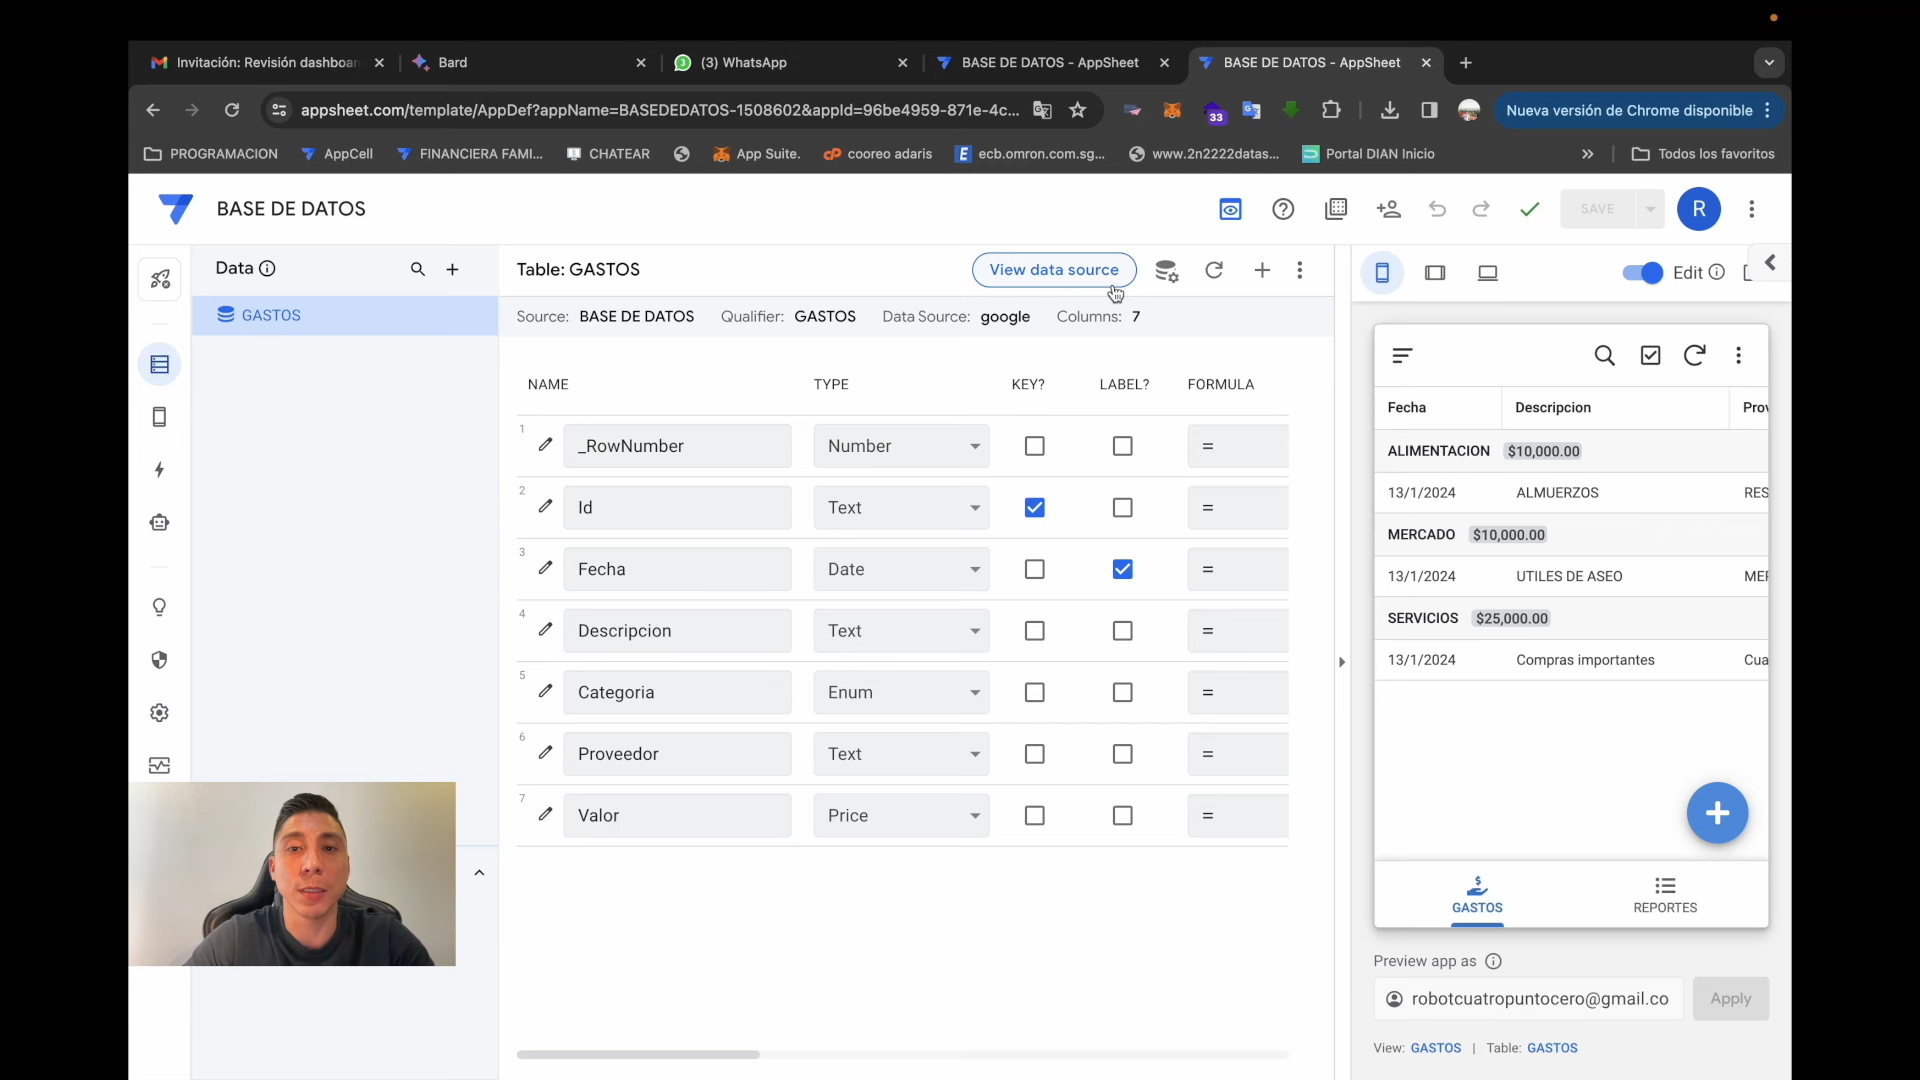 Invitación: Revisión dashboar
Bard
(3) WhatsApp
BASE DE DATOS - AppSheet
BASE DE DATOS - AppSheet
appsheet.com/template/AppDef?appName=BASEDEDATOS-1508602&appId=96be4959-871e-4c...
33
Nueva versión de Chrome disponible
PROGRAMACION
AppCell
FINANCIERA FAMI...
CHATEAR
App Suite.
cooreo adaris
ecb.omron.com.sg...
www.2n2222datas...
Portal DIAN Inicio
Todos los favoritos
BASE DE DATOS
SAVE
R
Data
Table: GASTOS
View data source
Edit
GASTOS
Source: BASE DE DATOS Qualifier: GASTOS Data Source: google Columns: 7
NAME TYPE KEY? LABEL? FORMULA
1 _RowNumber Number =
2 Id Text =
3 Fecha Date =
4 Descripcion Text =
5 Categoria Enum =
6 Proveedor Text =
7 Valor Price =
Fecha Descripcion Prov
ALIMENTACION $10,000.00
13/1/2024 ALMUERZOS RES
MERCADO $10,000.00
13/1/2024 UTILES DE ASEO MER
SERVICIOS $25,000.00
13/1/2024 Compras importantes Cua
GASTOS
REPORTES
Preview app as
robotcuatropuntocero@gmail.co
Apply
View: GASTOS | Table: GASTOS